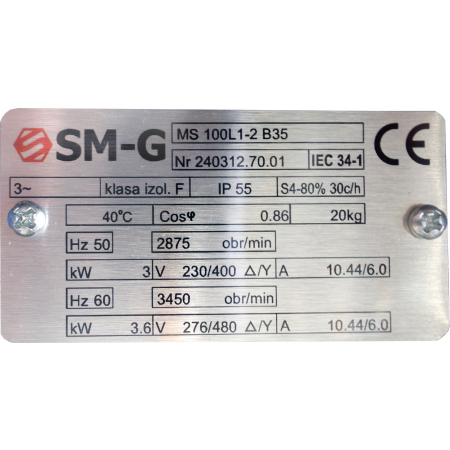 SM-G MS 100L1-2 B35
Nr 240312.70.01 IEC 34-1 CE
3~ klasa izol. F IP 55 S4-80% 30c/h
40°C Cosφ 0.86 20kg
Hz 50 2875 obr/min
kW 3 V 230/400 Δ/Y A 10.44/6.0
Hz 60 3450 obr/min
kW 3.6 V 276/480 Δ/Y A 10.44/6.0